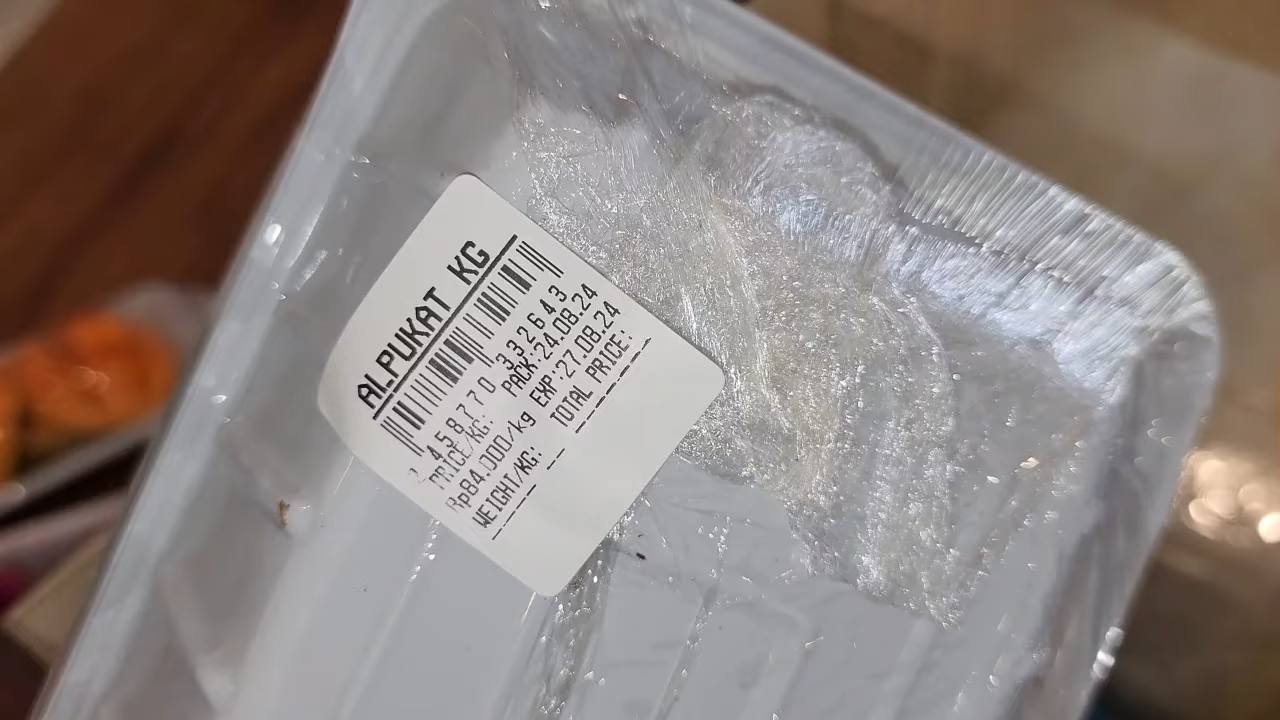 ALPUKAT KG
2 458770 332643
PRICE/KG: PACK:24.08.24
Rp84,000/kg EXP:27.08.24
WEIGHT/KG: TOTAL PRICE: